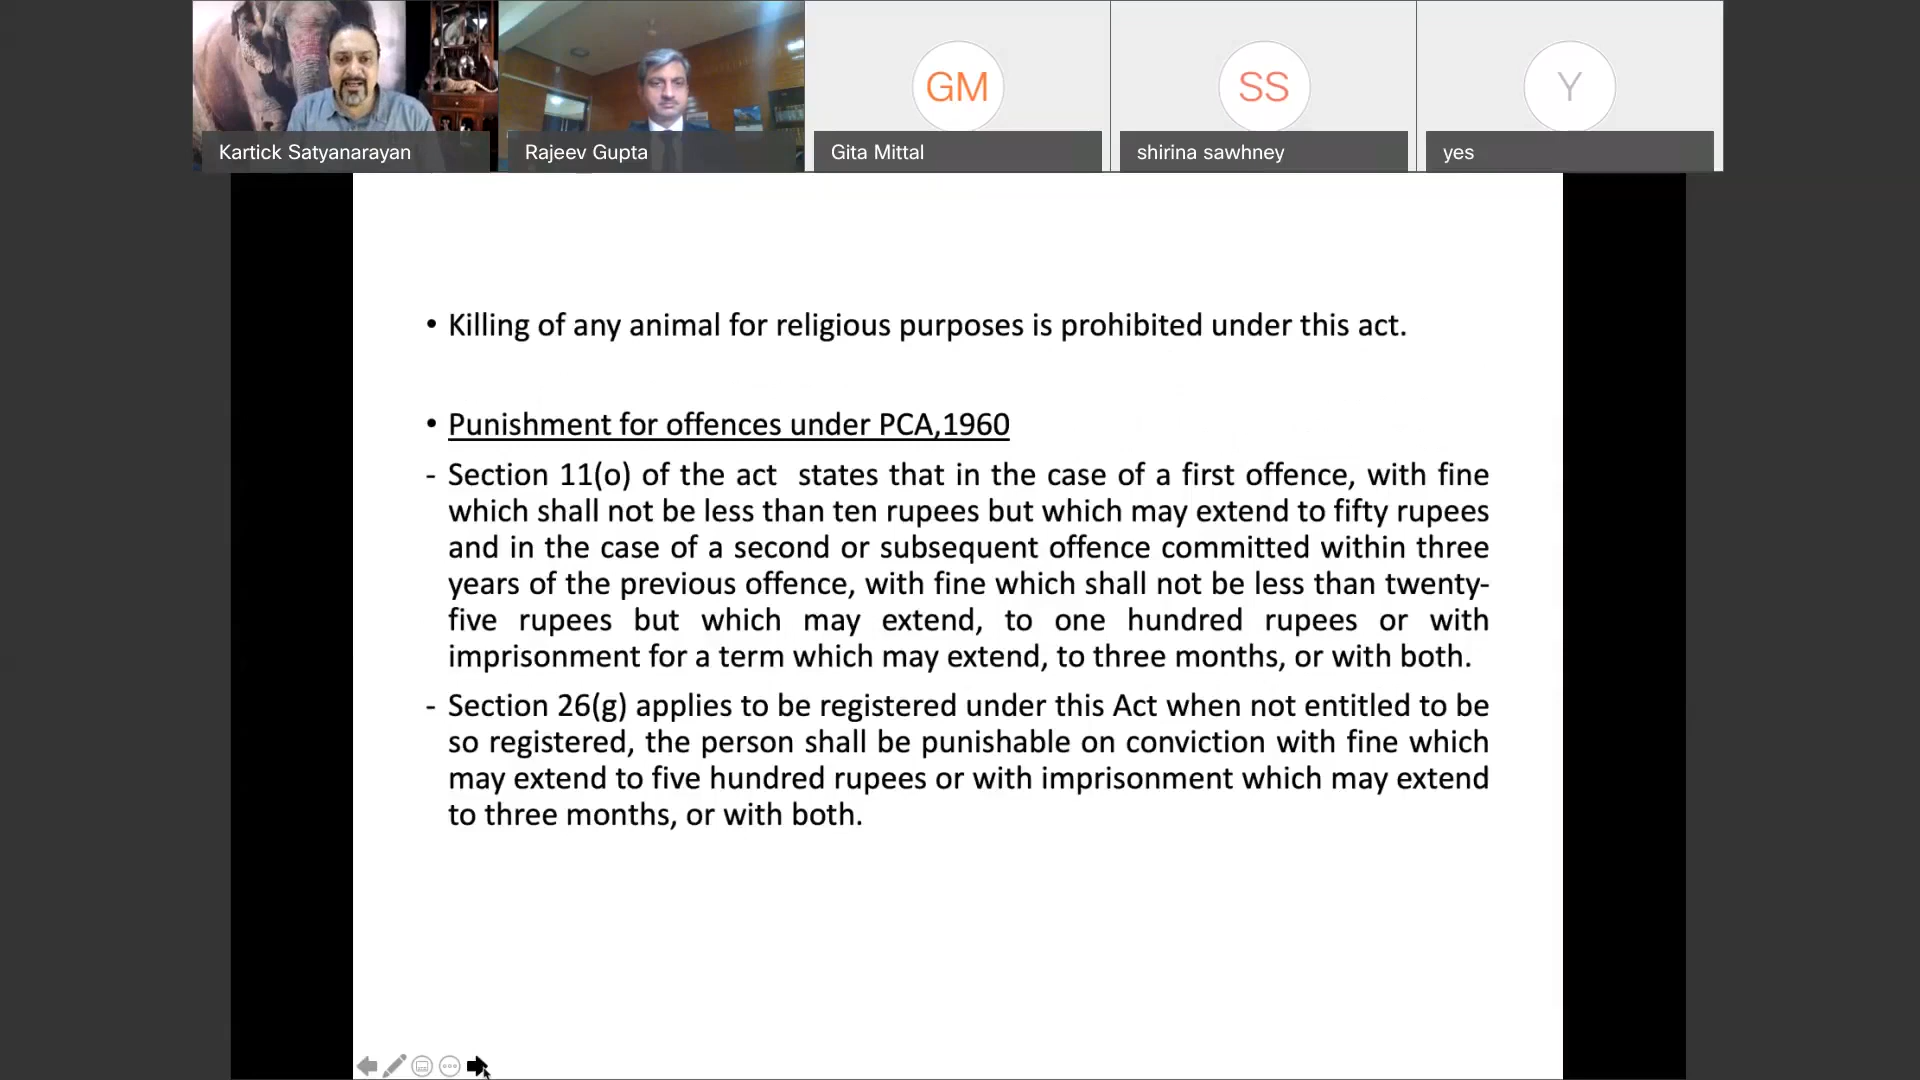 GM
SS
Y
Kartick Satyanarayan
Rajeev Gupta
Gita Mittal
shirina sawhney
yes
• Killing of any animal for religious purposes is prohibited under this act.
• Punishment for offences under PCA,1960
- Section 11(o) of the act states that in the case of a first offence, with fine
which shall not be less than ten rupees but which may extend to fifty rupees
and in the case of a second or subsequent offence committed within three
years of the previous offence, with fine which shall not be less than twenty-
five rupees but which may extend, to one hundred rupees or with
imprisonment for a term which may extend, to three months, or with both.
- Section 26(g) applies to be registered under this Act when not entitled to be
so registered, the person shall be punishable on conviction with fine which
may extend to five hundred rupees or with imprisonment which may extend
to three months, or with both.